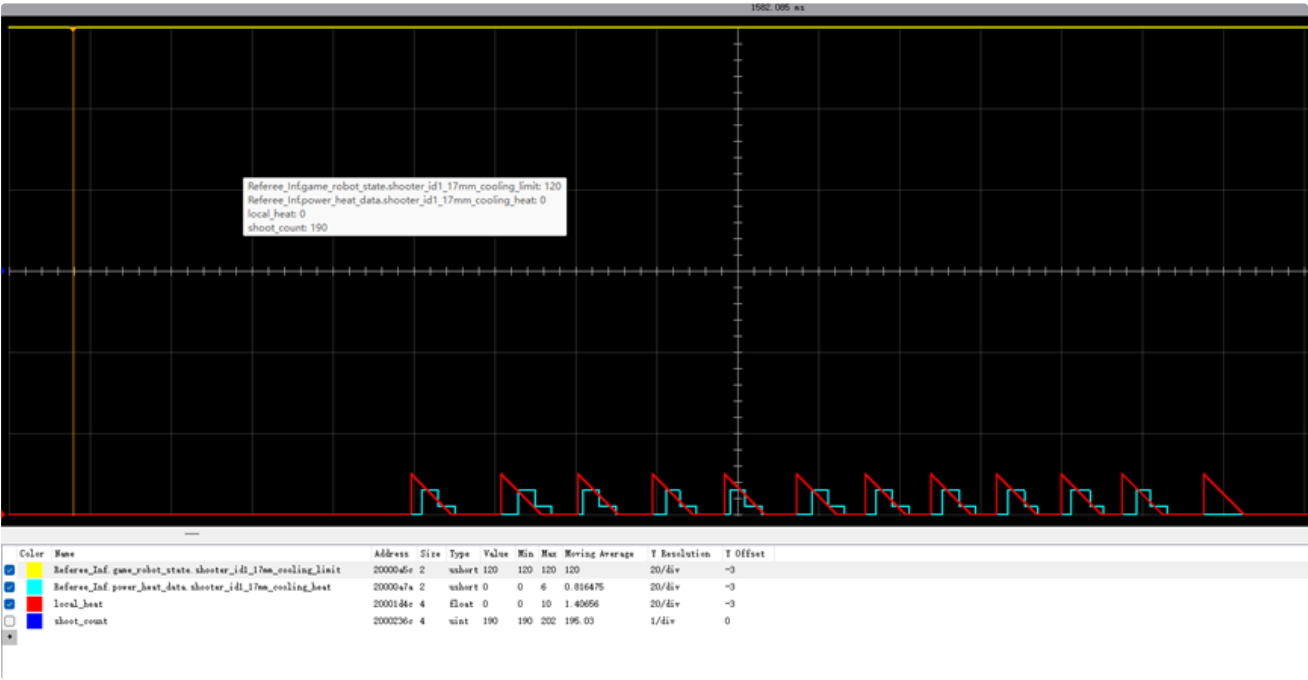 1582.085 ms
Referee_Inf.game_robot_state.shooter_id1_17mm_cooling_limit: 120
Referee_Inf.power_heat_data.shooter_id1_17mm_cooling_heat: 0
local_heat: 0
shoot_count: 190
Color Name Address Size Type Value Min Max Moving Average Y Resolution Y Offset
Referee_Inf.game_robot_state.shooter_id1_17mm_cooling_limit 20000a5c 2 ushort 120 120 120 120 20/div -3
Referee_Inf.power_heat_data.shooter_id1_17mm_cooling_heat 20000a7a 2 ushort 0 0 6 0.816475 20/div -3
local_heat 20001d4c 4 float 0 0 10 1.40656 20/div -3
shoot_count 2000236c 4 uint 190 190 202 195.03 1/div 0
+